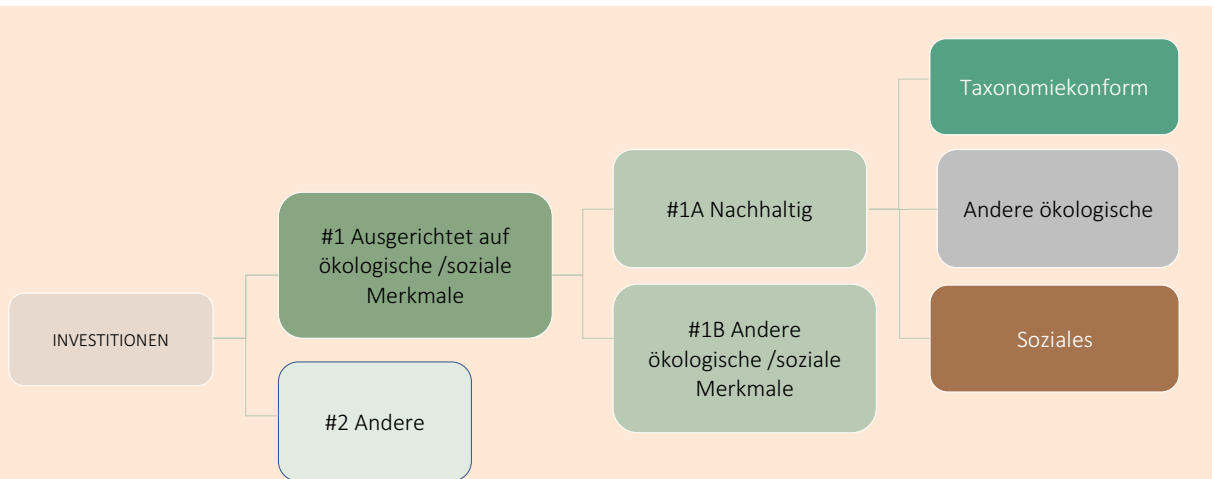 INVESTITIONEN
#1 Ausgerichtet auf
ökologische /soziale
Merkmale
#2 Andere
#1A Nachhaltig
#1B Andere
ökologische /soziale
Merkmale
Taxonomiekonform
Andere ökologische
Soziales